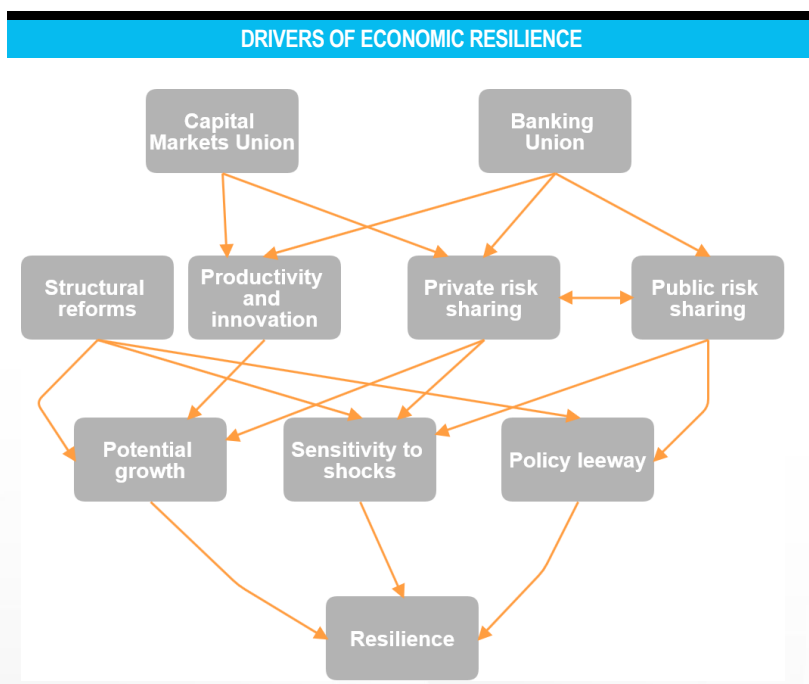 DRIVERS OF ECONOMIC RESILIENCE
Capital
Markets Union
Banking
Union
Structural
reforms
Productivity
and
innovation
Private risk
sharing
Public risk
sharing
Potential
growth
Sensitivity to
shocks
Policy leeway
Resilience